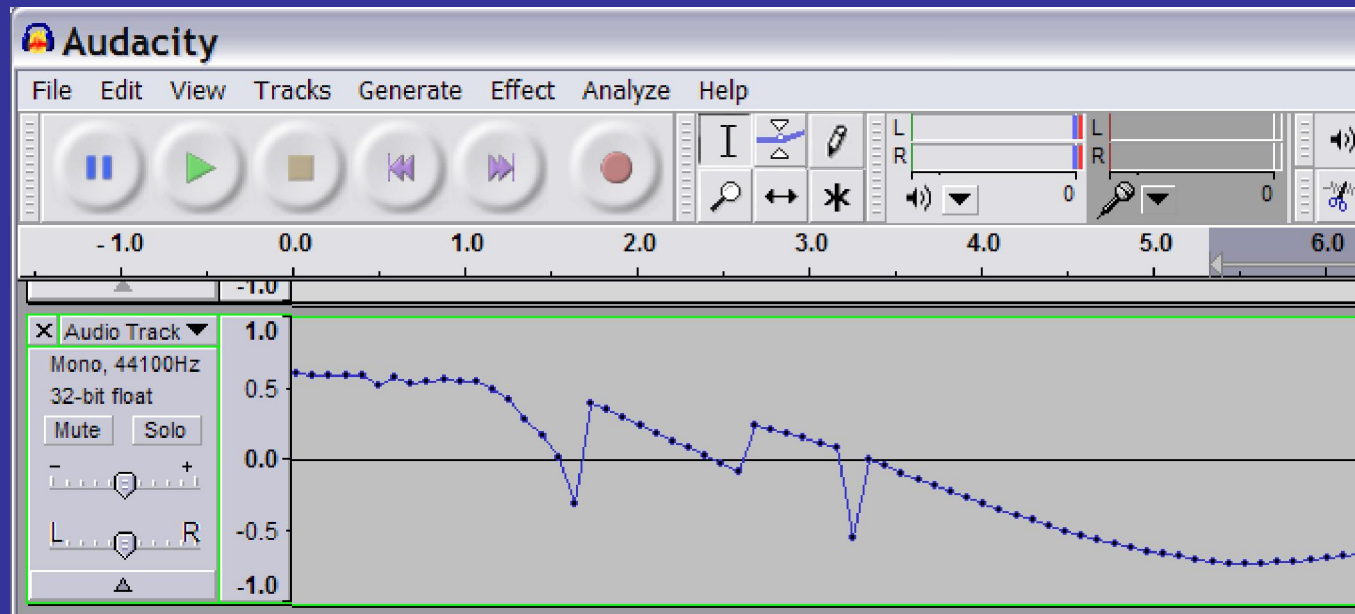 Audacity
File Edit View Tracks Generate Effect Analyze Help
L
R
0
L
R
0
- 1.0 0.0 1.0 2.0 3.0 4.0 5.0 6.0
-1.0
X Audio Track
1.0
Mono, 44100Hz
32-bit float
0.5
Mute Solo
0.0
- +
L R
-0.5
-1.0